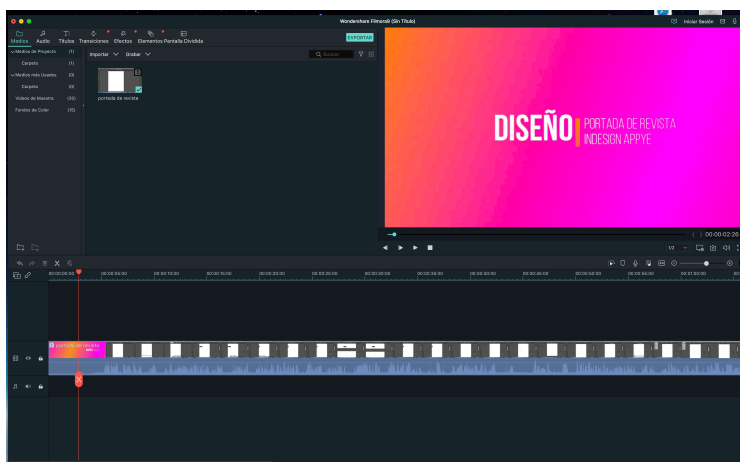 Wondershare Filmora9 (Sin Título)
Iniciar Sesión
Medios Audio Títulos Transiciones Efectos Elementos Pantalla Dividida
EXPORTAR
Medios de Proyecto (1)
Importar Grabar
Buscar
Carpeta (1)
Medios más Usados (0)
Carpeta (0)
Videos de Muestra (20)
portada de revista
Fondos de Color (15)
DISEÑO
PORTADA DE REVISTA
INDESIGN APPYE
00:00:02:26
1/2
00:00:00:00 00:00:05:00 00:00:10:00 00:00:15:00 00:00:20:00 00:00:25:00 00:00:30:00 00:00:35:00 00:00:40:00 00:00:45:00 00:00:50:00 00:00:55:00 00:01:00:00
portada de revista